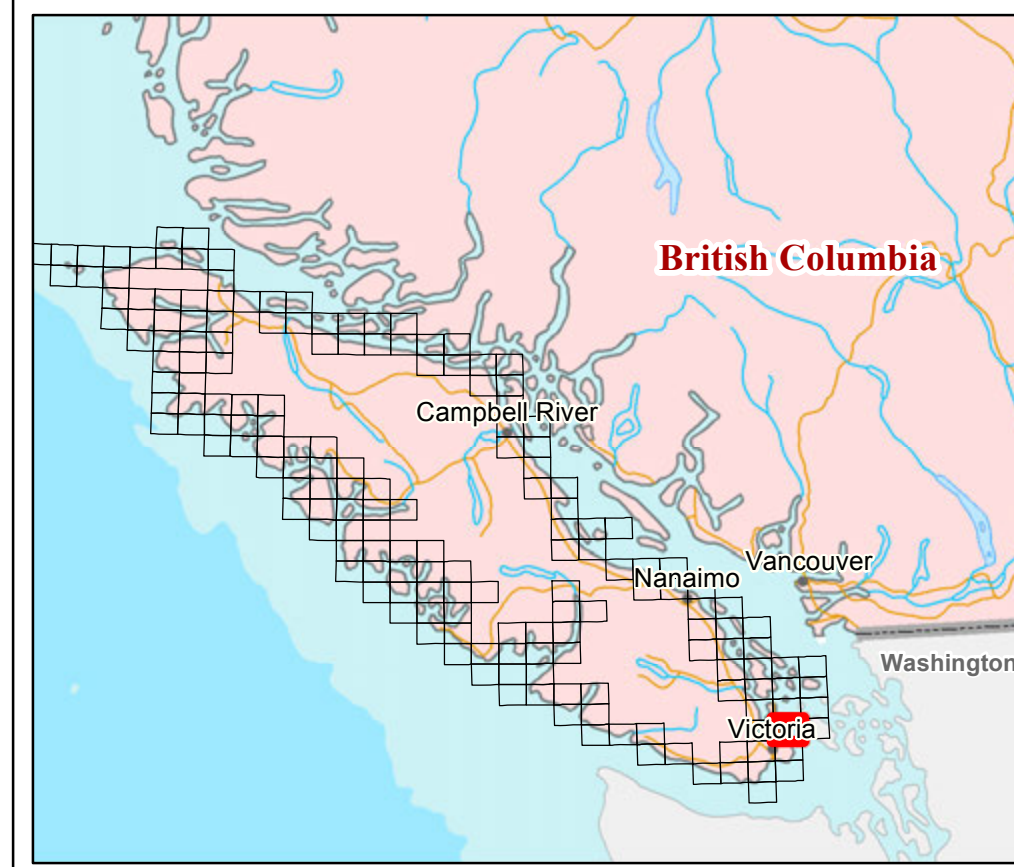 British Columbia
Campbell River
Vancouver
Nanaimo
Washington
Victoria